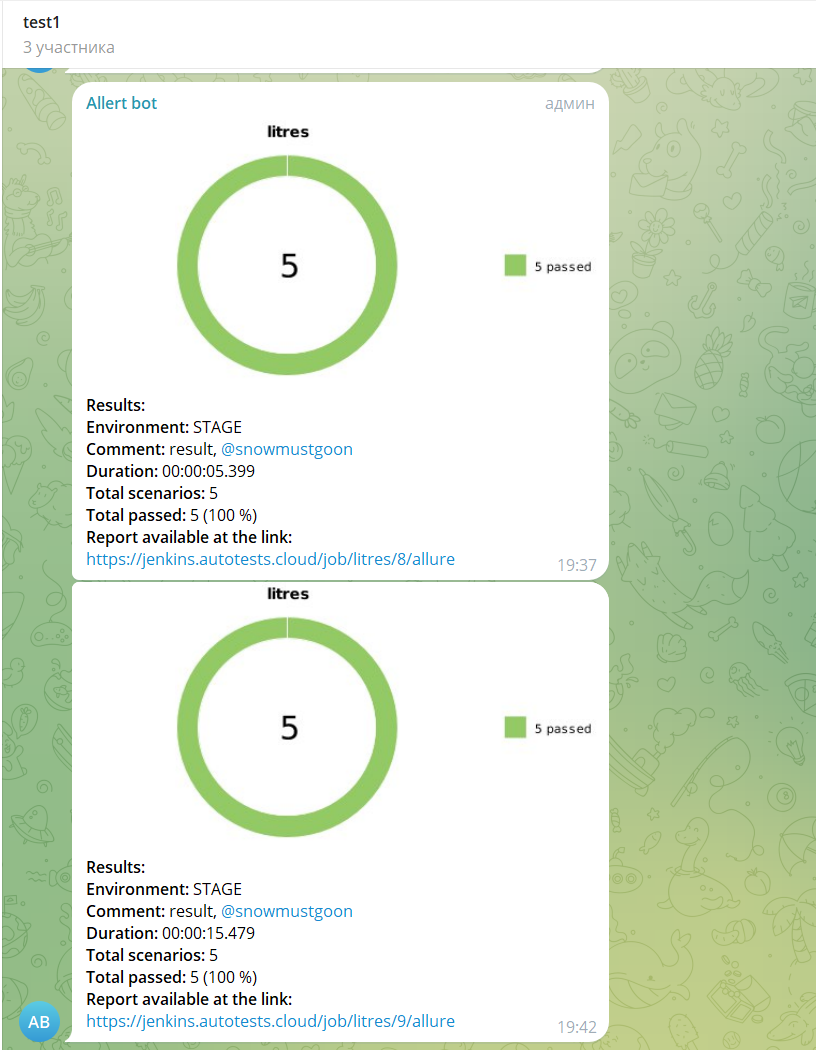 test1
3 участника
Allert bot
админ
litres
5
5 passed
Results:
Environment: STAGE
Comment: result, @snowmustgoon
Duration: 00:00:05.399
Total scenarios: 5
Total passed: 5 (100 %)
Report available at the link:
https://jenkins.autotests.cloud/job/litres/8/allure
19:37
litres
5
5 passed
Results:
Environment: STAGE
Comment: result, @snowmustgoon
Duration: 00:00:15.479
Total scenarios: 5
Total passed: 5 (100 %)
Report available at the link:
https://jenkins.autotests.cloud/job/litres/9/allure
19:42
AB